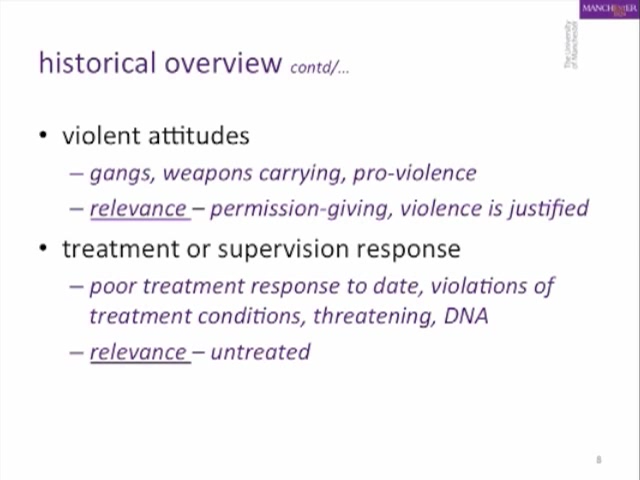 MANCHESTER
The University
of Manchester
historical overview contd/...
• violent attitudes
– gangs, weapons carrying, pro-violence
– relevance – permission-giving, violence is justified
• treatment or supervision response
– poor treatment response to date, violations of
treatment conditions, threatening, DNA
– relevance – untreated
8